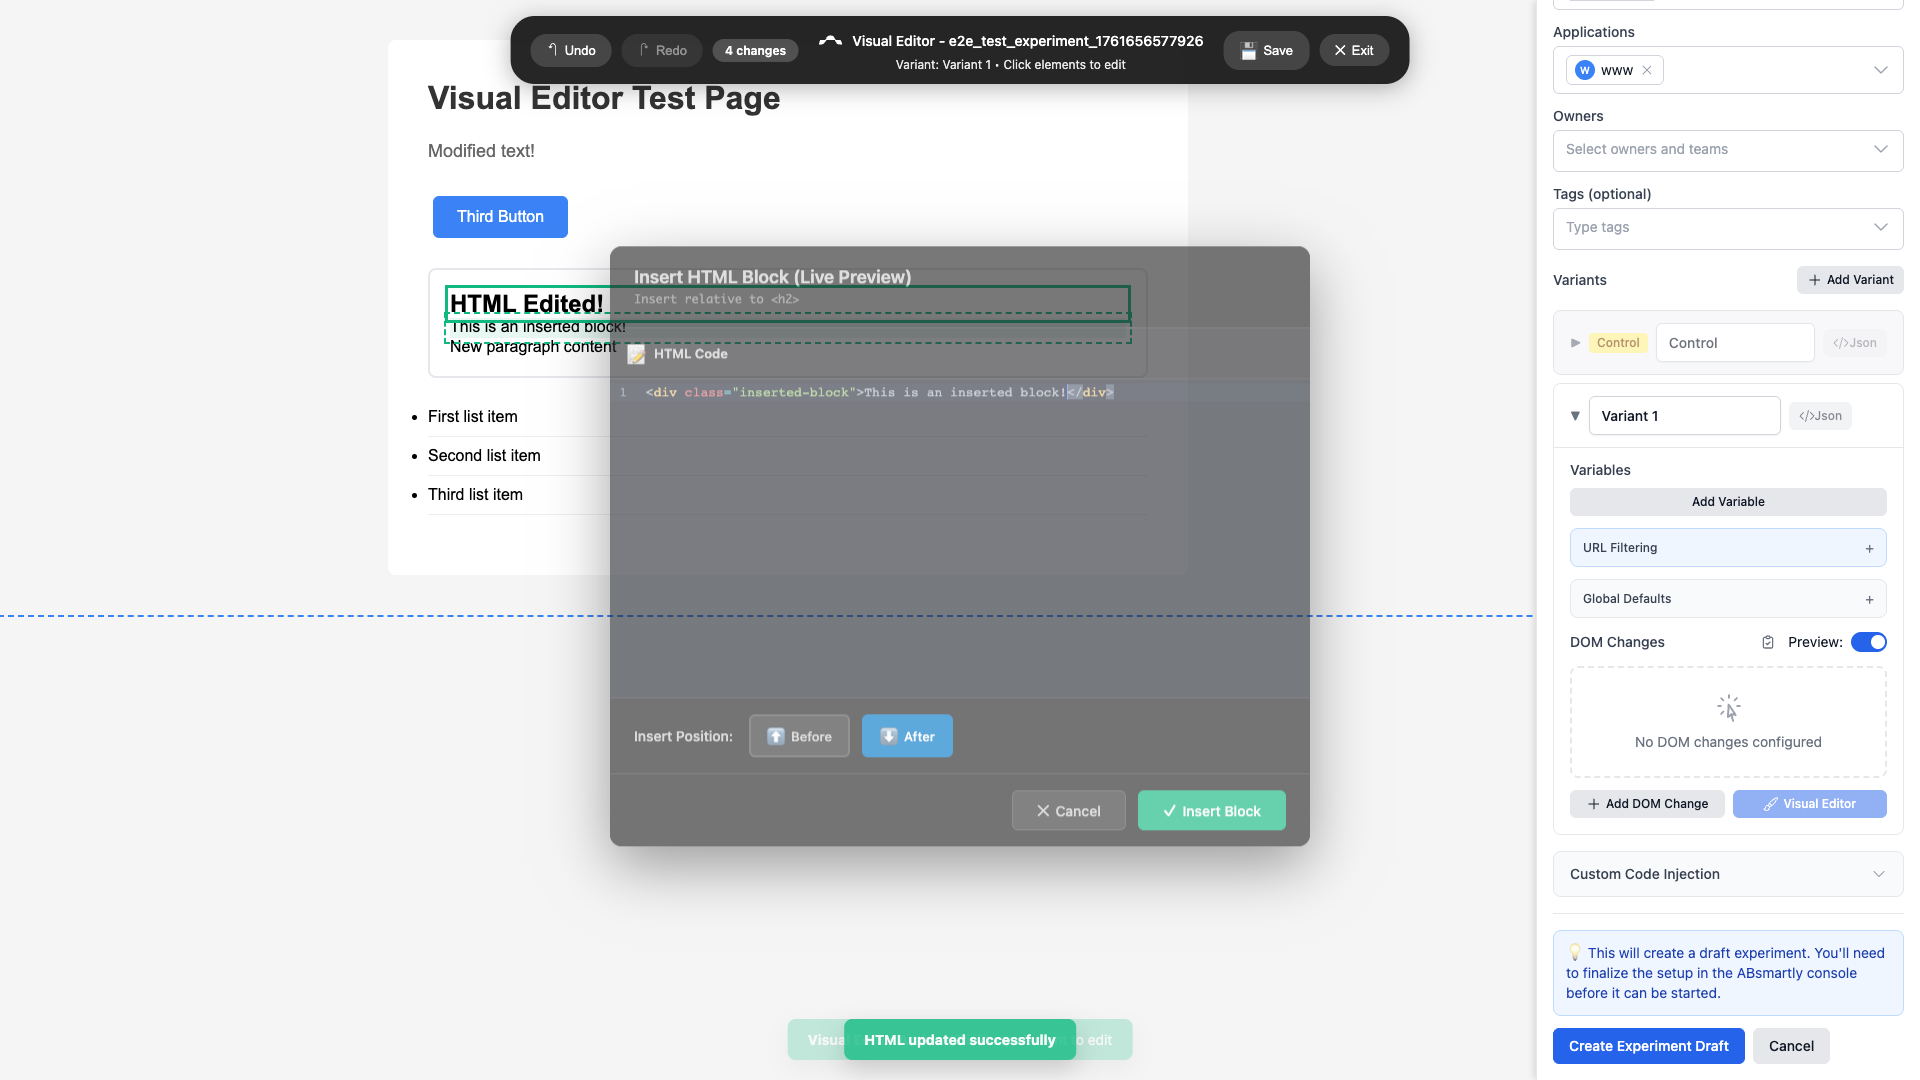 Undo
Redo
4 changes
Visual Editor - e2e_test_experiment_1761656577926
Variant: Variant 1 • Click elements to edit
Save
Exit
Visual Editor Test Page
Modified text!
Third Button
Insert HTML Block (Live Preview)
Insert relative to <h2>
HTML Edited!
This is an inserted block!
New paragraph content
HTML Code
1 <div class="inserted-block">This is an inserted block!</div>
First list item
Second list item
Third list item
Insert Position:
Before
After
Cancel
Insert Block
HTML updated successfully
to edit
Applications
W www
Owners
Select owners and teams
Tags (optional)
Type tags
Variants
Add Variant
Control
Control
</>Json
Variant 1
</>Json
Variables
Add Variable
URL Filtering +
Global Defaults +
DOM Changes
Preview:
No DOM changes configured
Add DOM Change
Visual Editor
Custom Code Injection
This will create a draft experiment. You'll need
to finalize the setup in the ABsmartly console
before it can be started.
Create Experiment Draft
Cancel